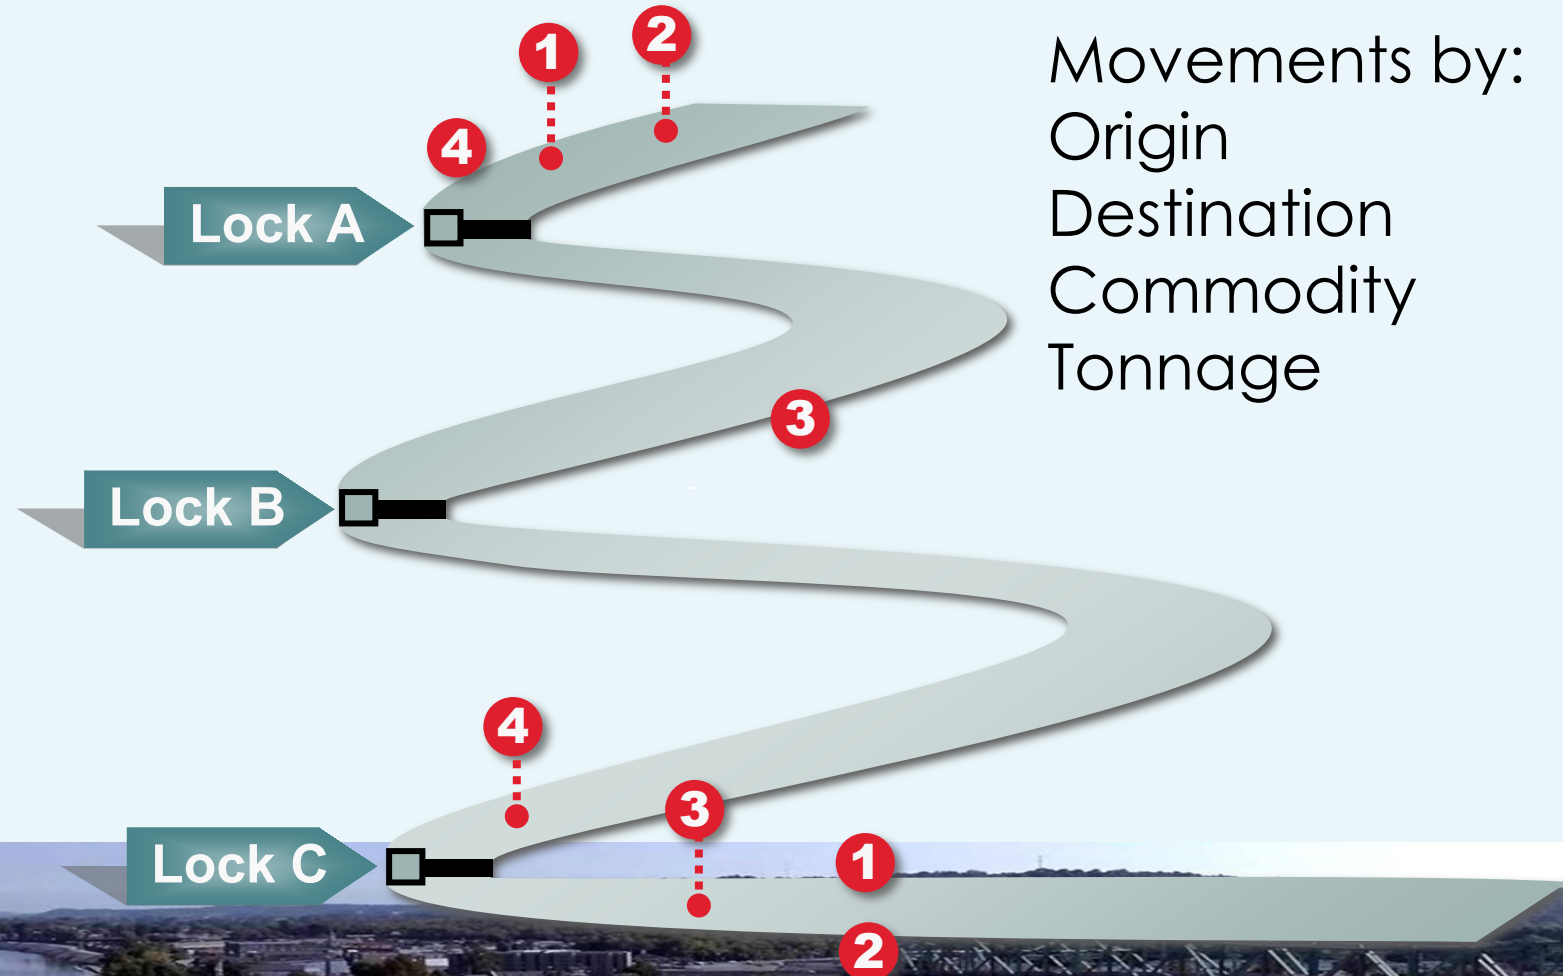 1
2
Movements by:
Origin
4
Destination
Lock A
Commodity
Tonnage
3
Lock B
4
3
Lock C
1
2